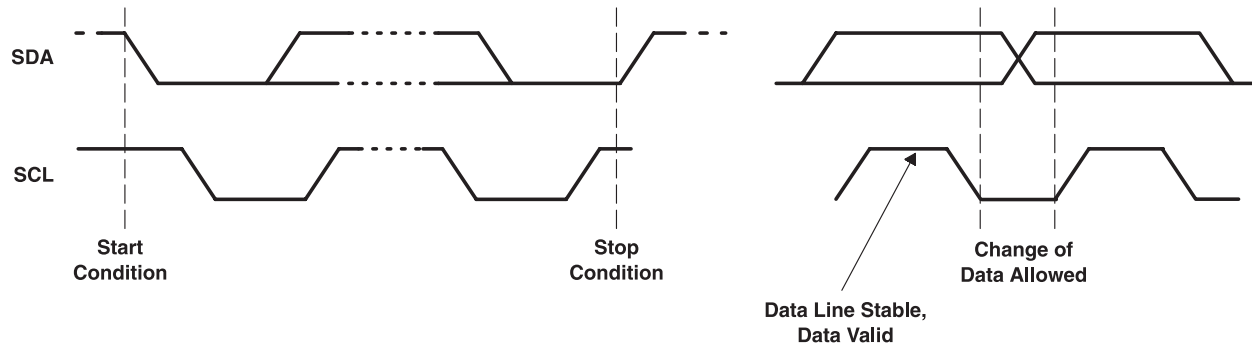 SDA
SCL
Start
Condition
Stop
Condition
Change of
Data Allowed
Data Line Stable,
Data Valid